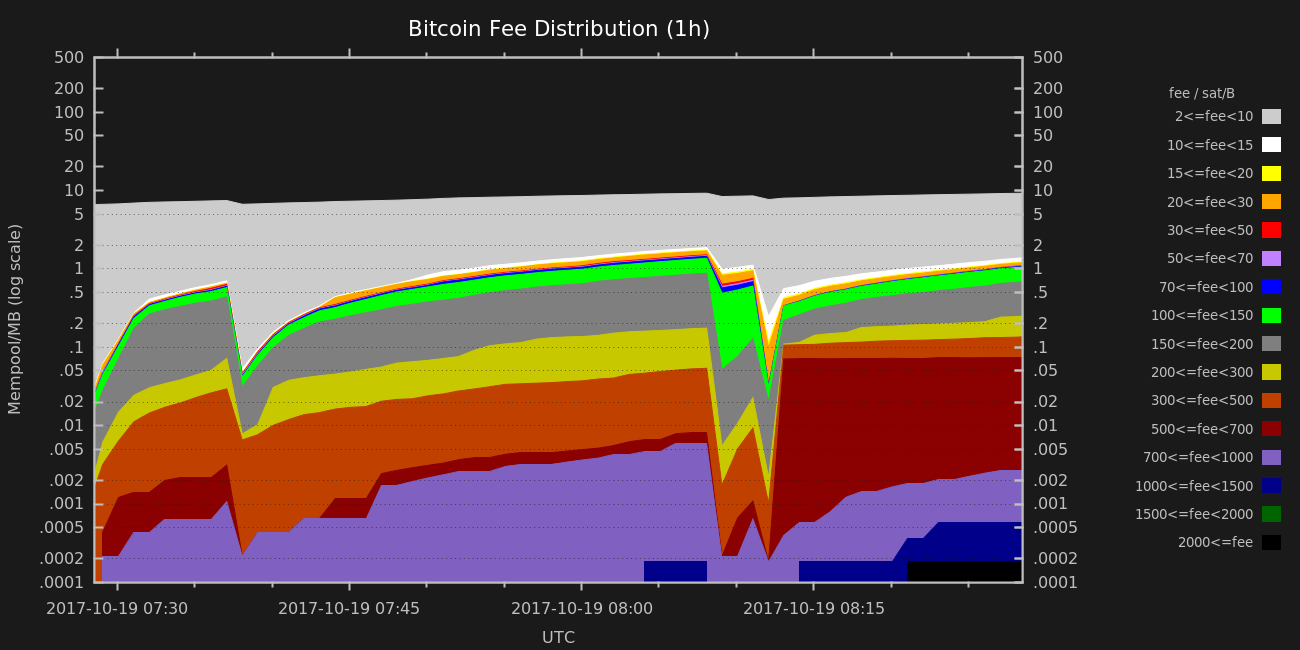 Bitcoin Fee Distribution (1h)
500 500
200 200
100 100
50 50
20 20
10 10
5 5
2 2
1 1
.5 .5
.2 .2
.1 .1
.05 .05
.02 .02
.01 .01
.005 .005
.002 .002
.001 .001
.0005 .0005
.0002 .0002
.0001 .0001
Mempool/MB (log scale)
2017-10-19 07:30 2017-10-19 07:45 2017-10-19 08:00 2017-10-19 08:15
UTC
fee / sat/B
2<=fee<10
10<=fee<15
15<=fee<20
20<=fee<30
30<=fee<50
50<=fee<70
70<=fee<100
100<=fee<150
150<=fee<200
200<=fee<300
300<=fee<500
500<=fee<700
700<=fee<1000
1000<=fee<1500
1500<=fee<2000
2000<=fee